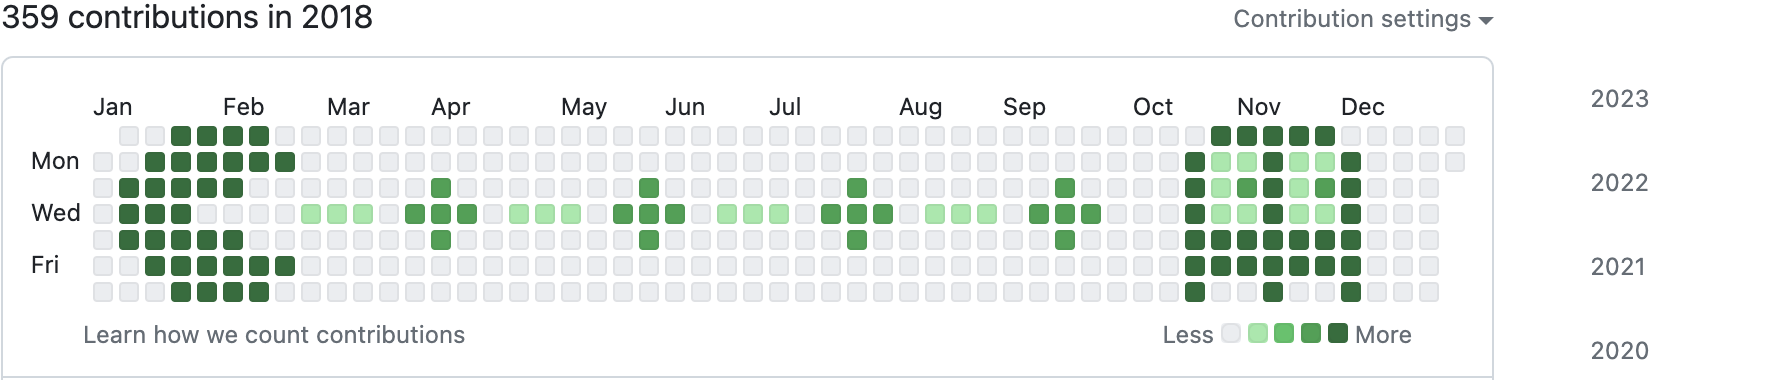 359 contributions in 2018
Contribution settings
Jan Feb Mar Apr May Jun Jul Aug Sep Oct Nov Dec
Mon
Wed
Fri
Learn how we count contributions
Less More
2023
2022
2021
2020